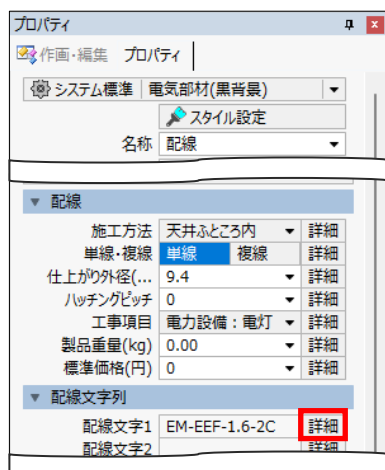 プロパティ
作画・編集 プロパティ
システム標準 電気部材(黒背景)
スタイル設定
名称 配線
配線
施工方法 天井ふところ内 詳細
単線・複線 単線 複線 詳細
仕上がり外径(... 9.4 詳細
ハッチングピッチ 0 詳細
工事項目 電力設備：電灯 詳細
製品重量(kg) 0.00 詳細
標準価格(円) 0 詳細
配線文字列
配線文字1 EM-EEF-1.6-2C 詳細
配線文字2 詳細